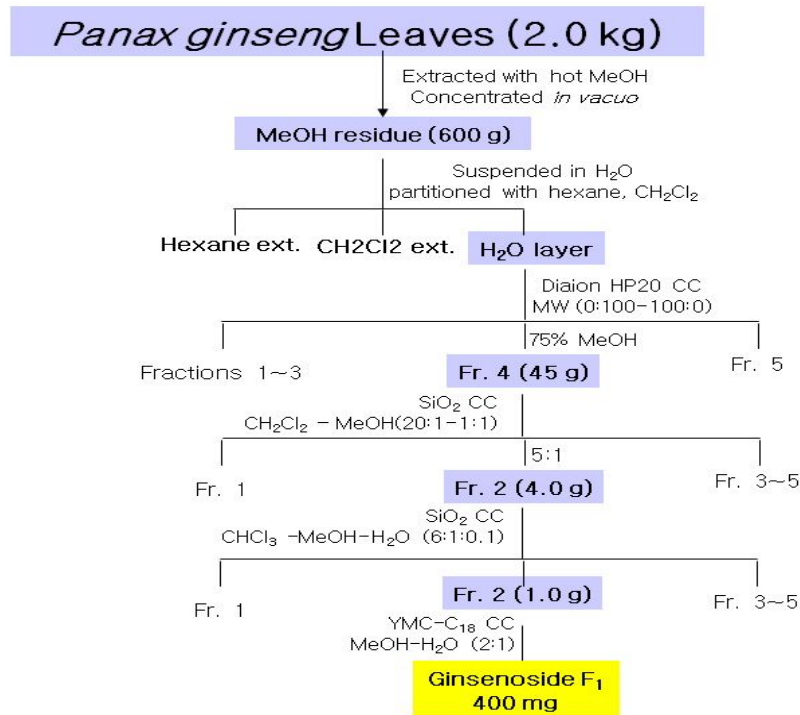 Panax ginseng Leaves (2.0 kg)
Extracted with hot MeOH
Concentrated in vacuo
MeOH residue (600 g)
Suspended in H₂O
partitioned with hexane, CH₂Cl₂
Hexane ext. CH2Cl2 ext. H₂O layer
Diaion HP20 CC
MW (0:100-100:0)
75% MeOH
Fractions 1~3 Fr. 4 (45 g) Fr. 5
SiO₂ CC
CH₂Cl₂ - MeOH(20:1-1:1)
5:1
Fr. 1 Fr. 2 (4.0 g) Fr. 3~5
SiO₂ CC
CHCl₃ -MeOH-H₂O (6:1:0.1)
Fr. 1 Fr. 2 (1.0 g) Fr. 3~5
YMC-C₁₈ CC
MeOH-H₂O (2:1)
Ginsenoside F₁
400 mg